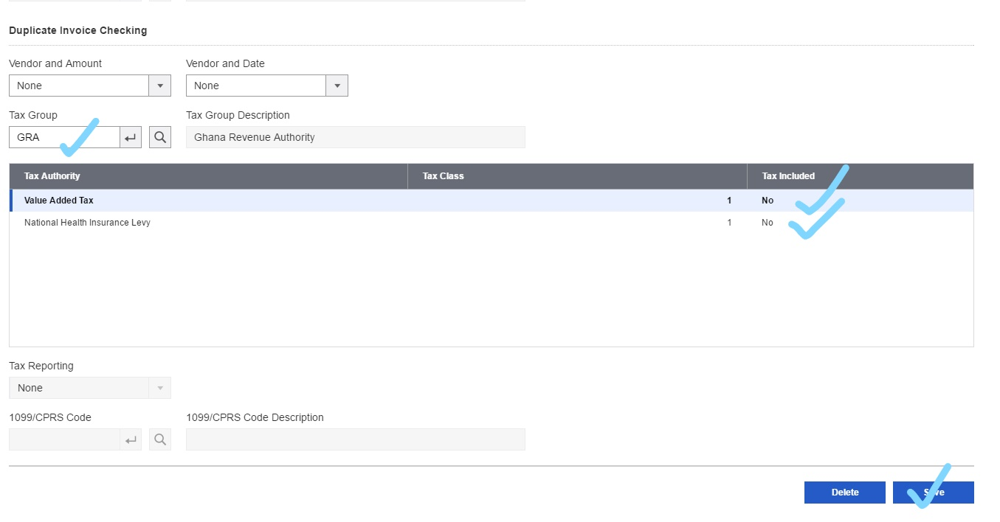 Duplicate Invoice Checking
Vendor and Amount Vendor and Date
None None
Tax Group Tax Group Description
GRA Ghana Revenue Authority
Tax Authority Tax Class Tax Included
Value Added Tax 1 No
National Health Insurance Levy 1 No
Tax Reporting
None
1099/CPRS Code 1099/CPRS Code Description
Delete Save